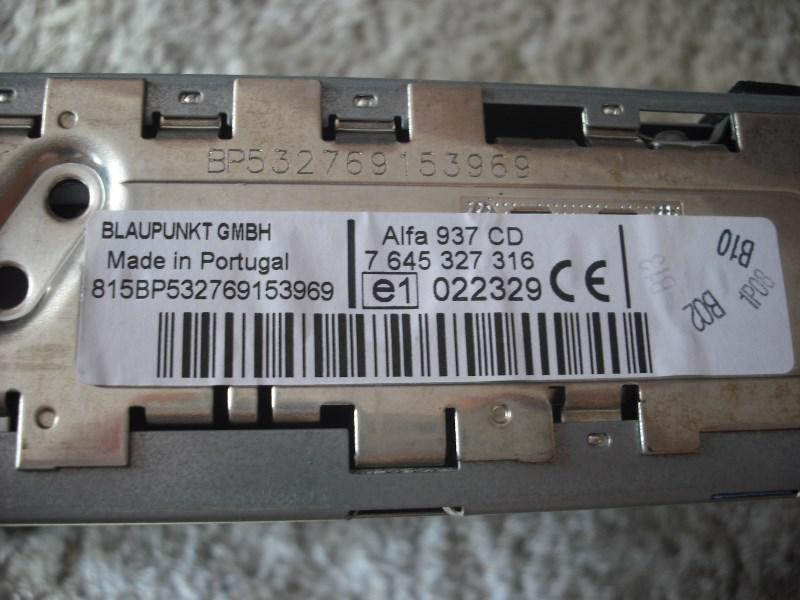 BP532769153969
BLAUPUNKT GMBH
Made in Portugal
815BP532769153969
Alfa 937 CD
7 645 327 316
e1 022329 CE
B13
B02
B10